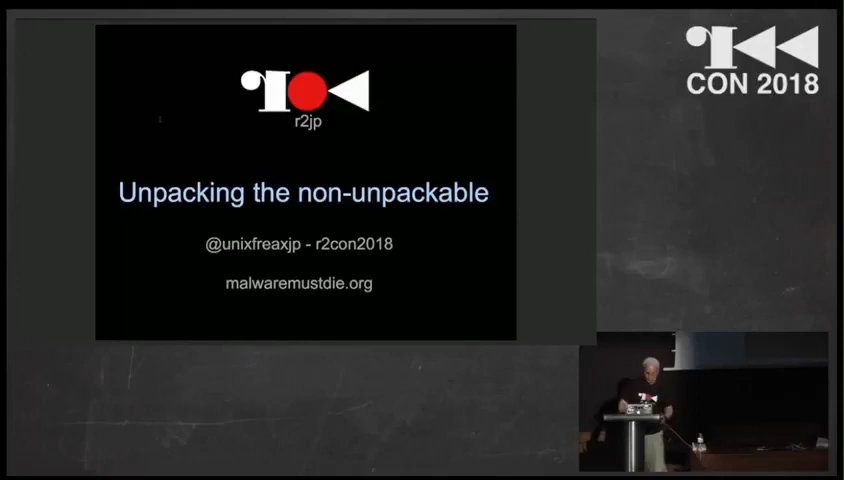 CON 2018
r2jp
Unpacking the non-unpackable
@unixfreaxjp - r2con2018
malwaremustdie.org